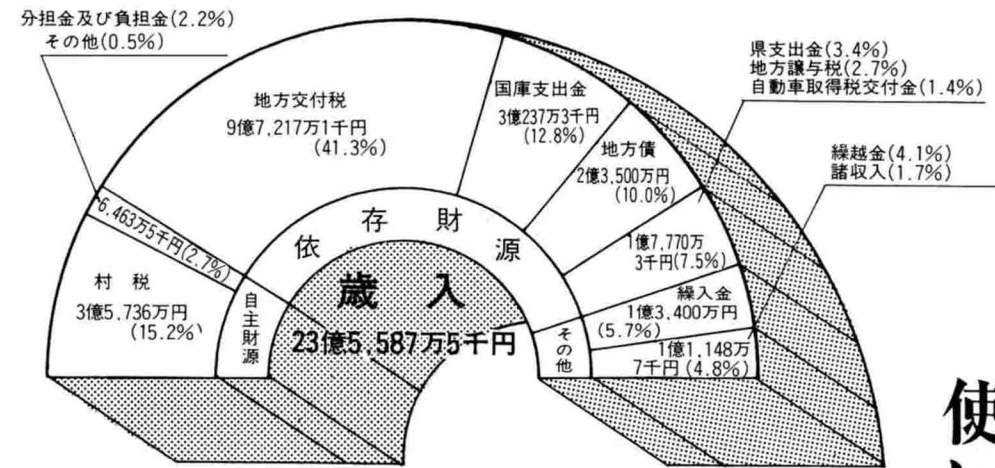 分担金及び負担金(2.2%)
その他(0.5%)
県支出金(3.4%)
地方譲与税(2.7%)
自動車取得税交付金(1.4%)
繰越金(4.1%)
諸収入(1.7%)
地方交付税
9億7,217万1千円
(41.3%)
国庫支出金
3億237万3千円
(12.8%)
地方債
2億3,500万円
(10.0%)
1億7,770万
3千円(7.5%)
繰入金
1億3,400万円
(5.7%)
1億1,148万
7千円(4.8%)
6,463万5千円(2.7%)
村税
3億5,736万円
(15.2%)
依存財源
自主財源
その他
歳入
23億5,587万5千円
使